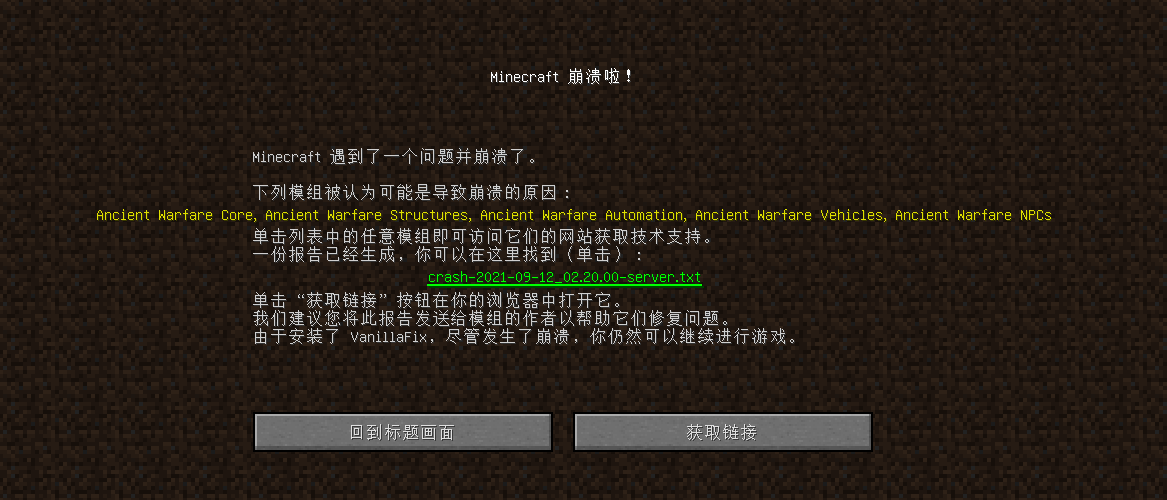 Minecraft 崩溃啦！
Minecraft 遇到了一个问题并崩溃了。
下列模组被认为可能是导致崩溃的原因：
Ancient Warfare Core, Ancient Warfare Structures, Ancient Warfare Automation, Ancient Warfare Vehicles, Ancient Warfare NPCs
单击列表中的任意模组即可访问它们的网站获取技术支持。
一份报告已经生成，你可以在这里找到（单击）：
crash-2021-09-12_02.20.00-server.txt
单击“获取链接”按钮在你的浏览器中打开它。
我们建议您将此报告发送给模组的作者以帮助它们修复问题。
由于安装了 VanillaFix，尽管发生了崩溃，你仍然可以继续进行游戏。
回到标题画面 获取链接